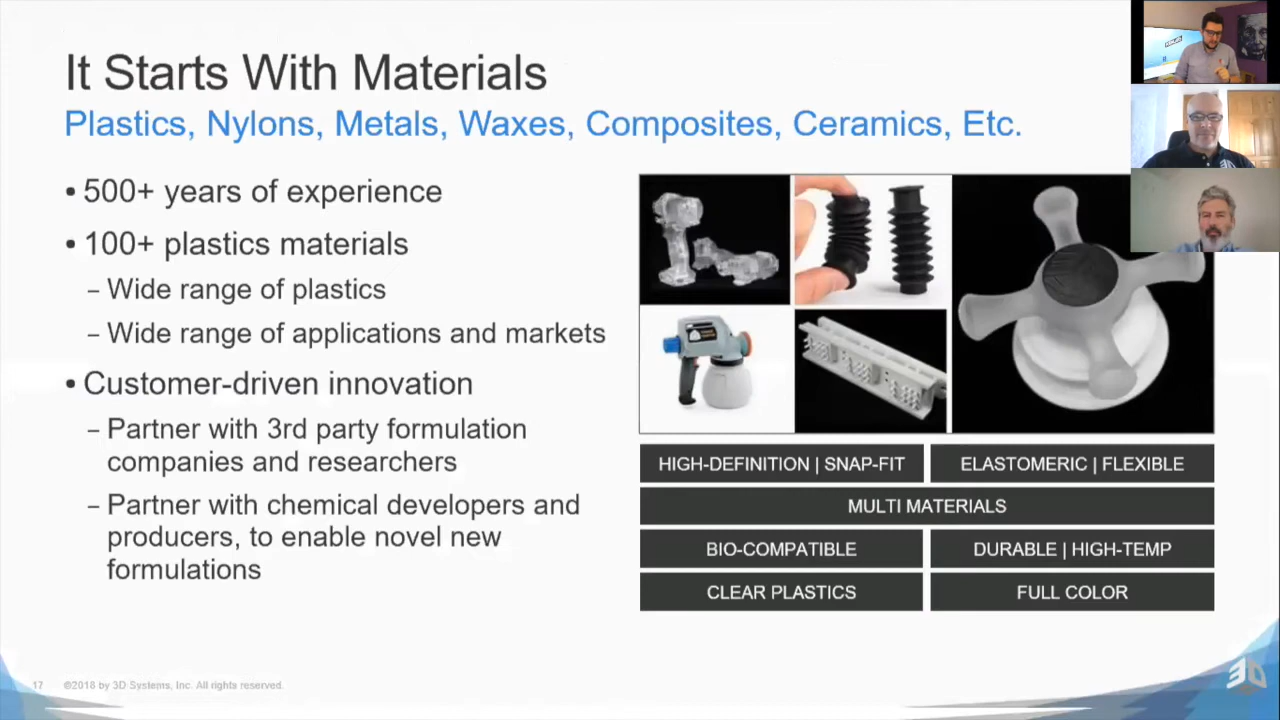 It Starts With Materials
Plastics, Nylons, Metals, Waxes, Composites, Ceramics, Etc.
• 500+ years of experience
• 100+ plastics materials
– Wide range of plastics
– Wide range of applications and markets
• Customer-driven innovation
– Partner with 3rd party formulation
companies and researchers
– Partner with chemical developers and
producers, to enable novel new
formulations
HIGH-DEFINITION | SNAP-FIT
ELASTOMERIC | FLEXIBLE
MULTI MATERIALS
BIO-COMPATIBLE
DURABLE | HIGH-TEMP
CLEAR PLASTICS
FULL COLOR
17
©2018 by 3D Systems, Inc. All rights reserved.
3D